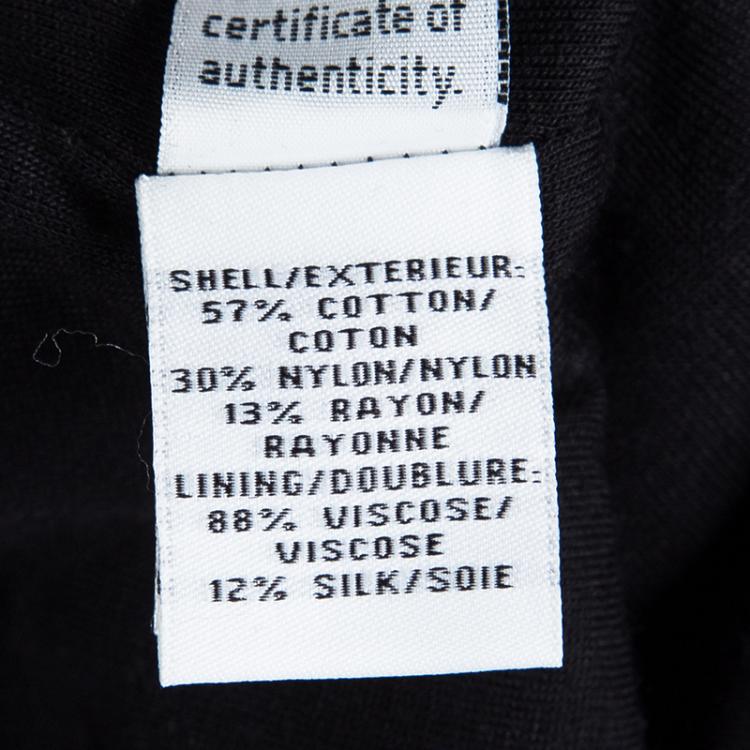 certificate of
authenticity.
SHELL/EXTERIEUR:
57% COTTON/
COTON
30% NYLON/NYLON
13% RAYON/
RAYONNE
LINING/DOUBLURE:
88% VISCOSE/
VISCOSE
12% SILK/SOIE